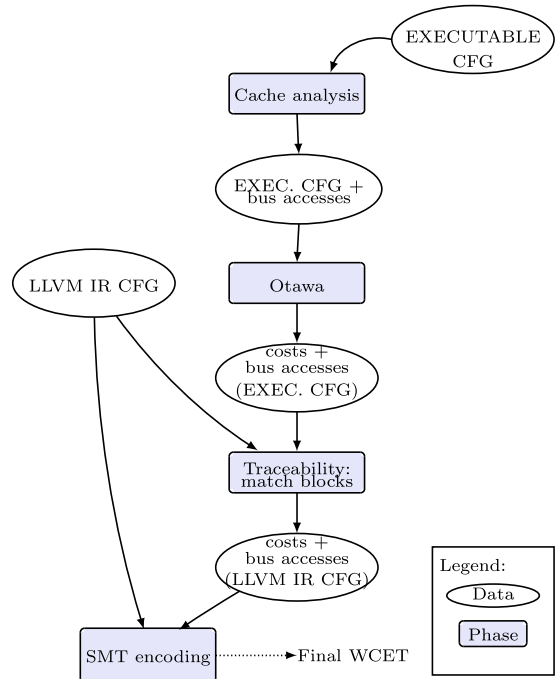 EXECUTABLE
CFG
Cache analysis
EXEC. CFG +
bus accesses
LLVM IR CFG
Otawa
costs +
bus accesses
(EXEC. CFG)
Traceability:
match blocks
costs +
bus accesses
(LLVM IR CFG)
Legend:
Data
Phase
SMT encoding
Final WCET